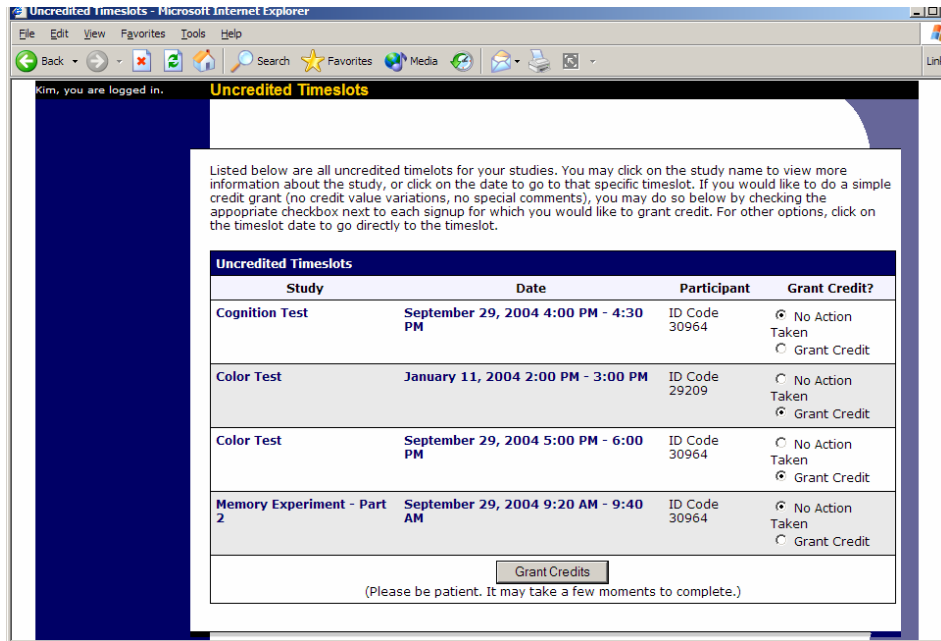 Uncredited Timeslots - Microsoft Internet Explorer
File Edit View Favorites Tools Help
Back Search Favorites Media
Kim, you are logged in. Uncredited Timeslots
Listed below are all uncredited timelots for your studies. You may click on the study name to view more
information about the study, or click on the date to go to that specific timeslot. If you would like to do a simple
credit grant (no credit value variations, no special comments), you may do so below by checking the
appopriate checkbox next to each signup for which you would like to grant credit. For other options, click on
the timeslot date to go directly to the timeslot.
Uncredited Timeslots
Study Date Participant Grant Credit?
Cognition Test September 29, 2004 4:00 PM - 4:30 ID Code No Action
PM 30964 Taken
Grant Credit
Color Test January 11, 2004 2:00 PM - 3:00 PM ID Code No Action
29209 Taken
Grant Credit
Color Test September 29, 2004 5:00 PM - 6:00 ID Code No Action
PM 30964 Taken
Grant Credit
Memory Experiment - Part September 29, 2004 9:20 AM - 9:40 ID Code No Action
2 AM 30964 Taken
Grant Credit
Grant Credits
(Please be patient. It may take a few moments to complete.)